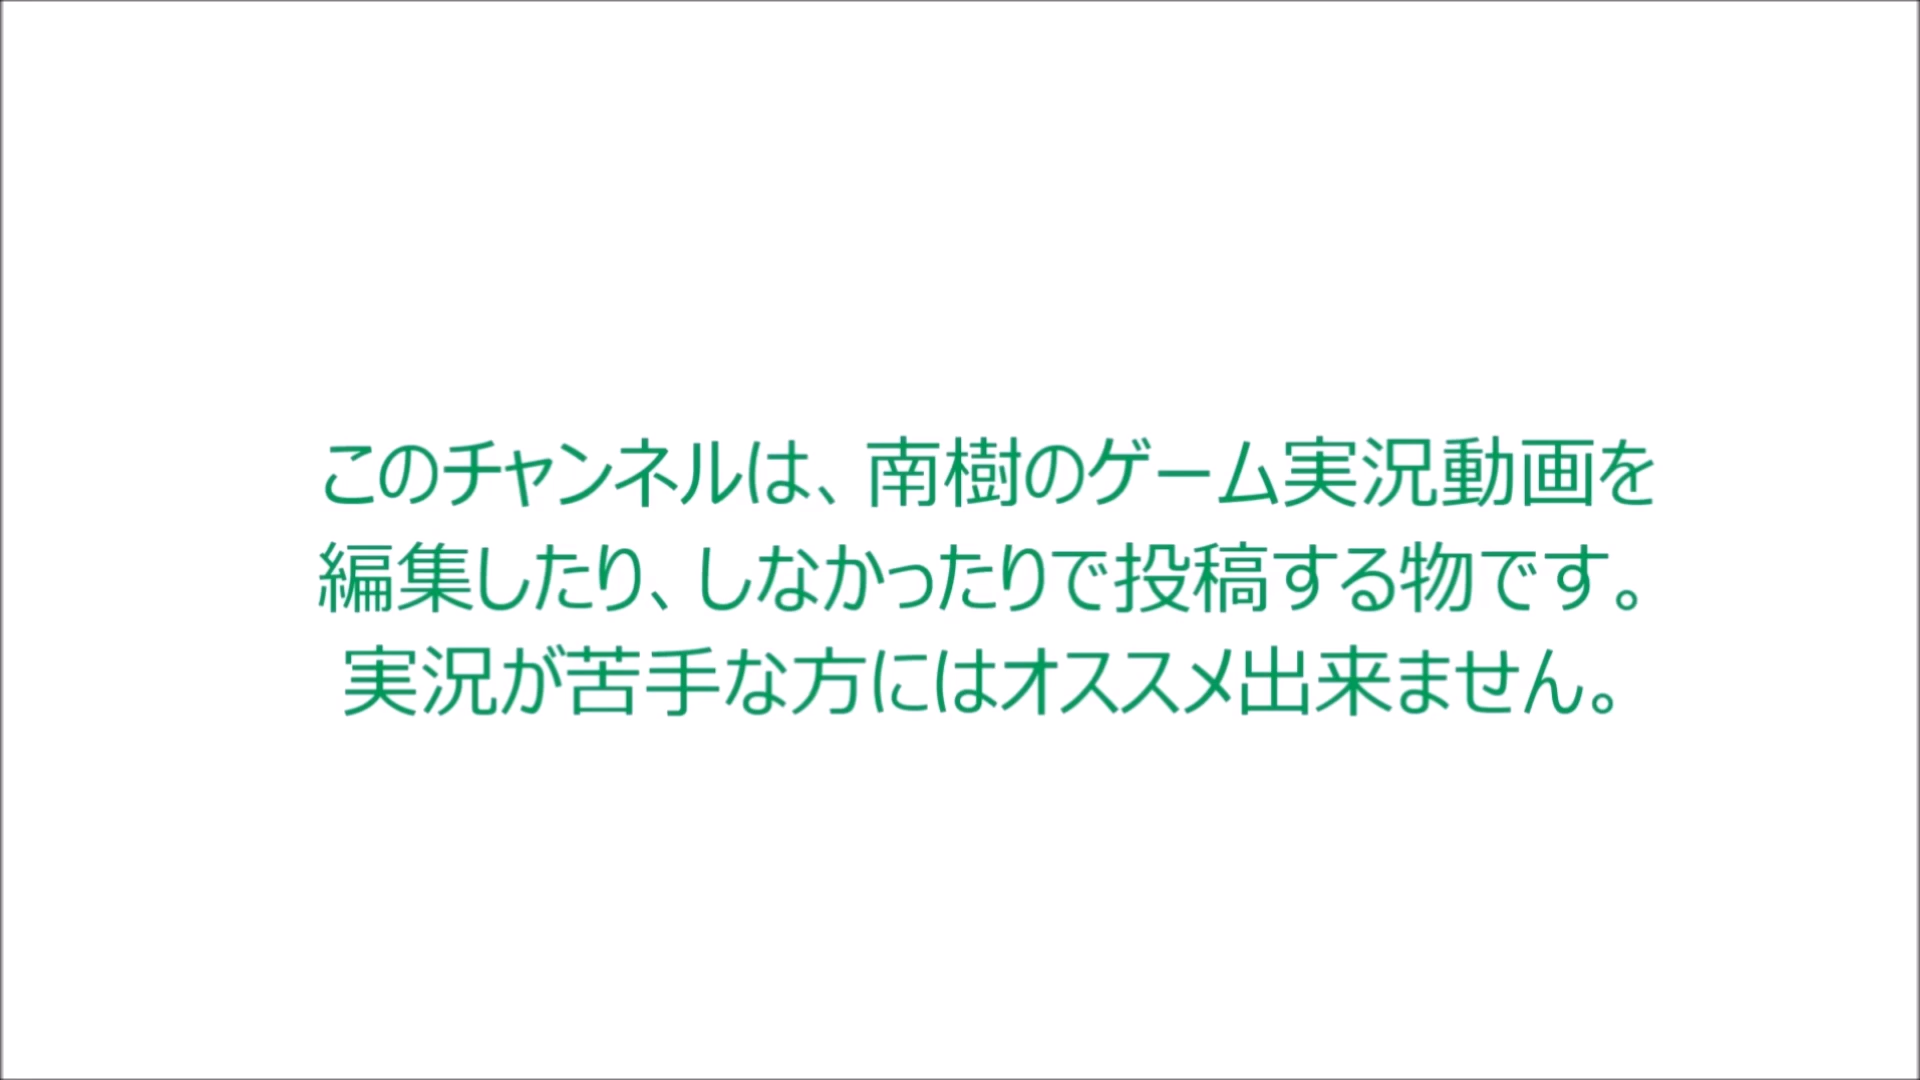 このチャンネルは、南樹のゲーム実況動画を
編集したり、しなかったりで投稿する物です。
実況が苦手な方にはオススメ出来ません。